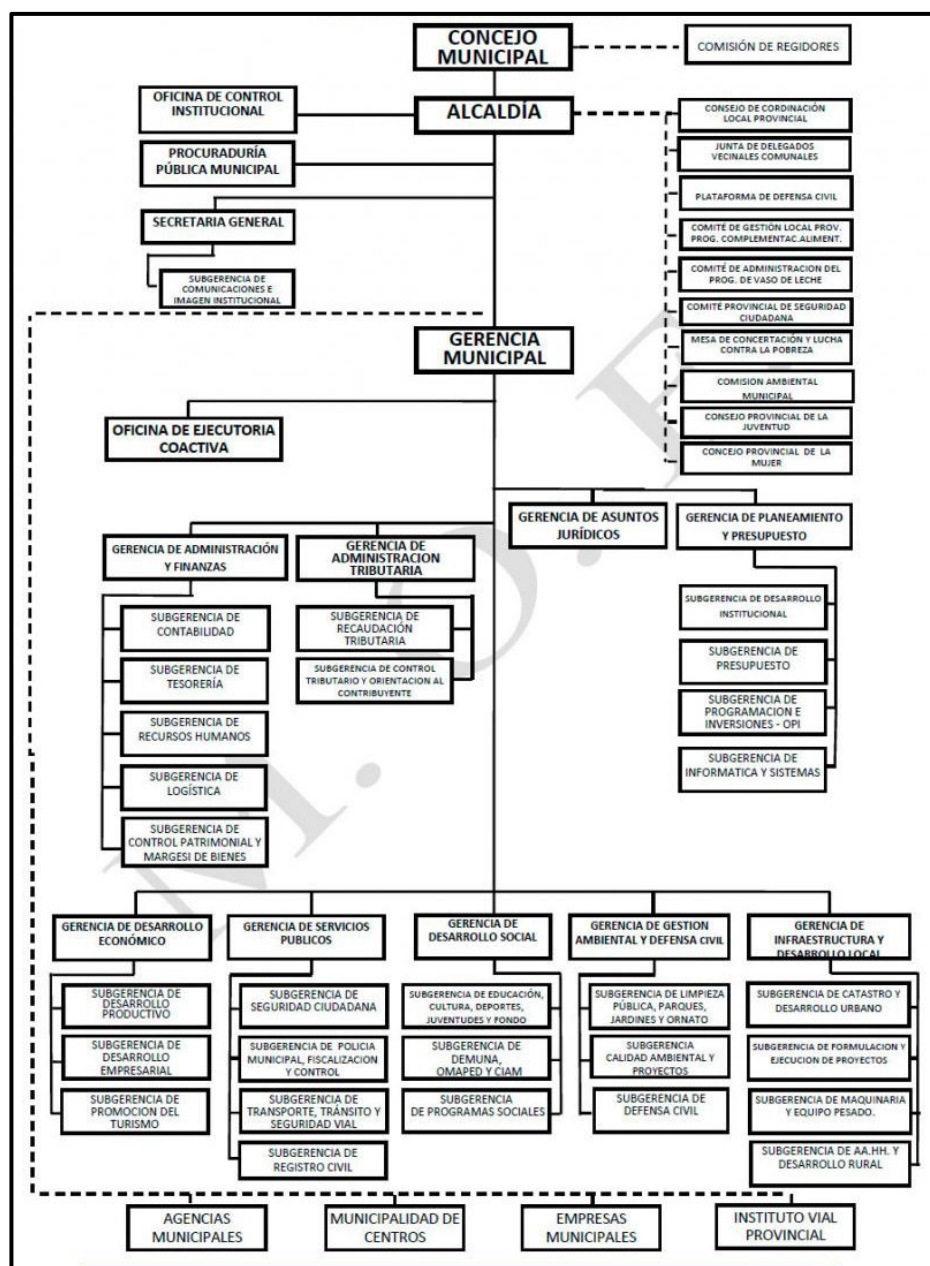 CONCEJO
MUNICIPAL
COMISIÓN DE REGIDORES
OFICINA DE CONTROL
INSTITUCIONAL
ALCALDÍA
CONSEJO DE CORDINACIÓN
LOCAL PROVINCIAL
PROCURADURÍA
PÚBLICA MUNICIPAL
JUNTA DE DELEGADOS
VECINALES COMUNALES
PLATAFORMA DE DEFENSA CIVIL
SECRETARIA GENERAL
COMITÉ DE GESTIÓN LOCAL PROV.
PROG. COMPLEMENTAC.ALIMENT.
SUBGERENCIA DE
COMUNICACIONES E
IMAGEN INSTITUCIONAL
COMITÉ DE ADMINISTRACION DEL
PROG. DE VASO DE LECHE
COMITÉ PROVINCIAL DE SEGURIDAD
CIUDADANA
GERENCIA
MUNICIPAL
MESA DE CONCERTACIÓN Y LUCHA
CONTRA LA POBREZA
COMISION AMBIENTAL
MUNICIPAL
CONSEJO PROVINCIAL DE LA
JUVENTUD
CONCEJO PROVINCIAL DE LA
MUJER
OFICINA DE EJECUTORIA
COACTIVA
GERENCIA DE ASUNTOS
JURÍDICOS
GERENCIA DE PLANEAMIENTO
Y PRESUPUESTO
GERENCIA DE ADMINISTRACIÓN
Y FINANZAS
GERENCIA DE
ADMINISTRACION
TRIBUTARIA
SUBGERENCIA DE
CONTABILIDAD
SUBGERENCIA DE
TESORERÍA
SUBGERENCIA DE
RECURSOS HUMANOS
SUBGERENCIA DE
LOGÍSTICA
SUBGERENCIA DE
CONTROL PATRIMONIAL Y
MARGESI DE BIENES
SUBGERENCIA DE
RECAUDACIÓN
TRIBUTARIA
SUBGERENCIA DE CONTROL
TRIBUTARIO Y ORIENTACION AL
CONTRIBUYENTE
SUBGERENCIA DE DESARROLLO
INSTITUCIONAL
SUBGERENCIA DE
PRESUPUESTO
SUBGERENCIA DE
PROGRAMACION E
INVERSIONES - OPI
SUBGERENCIA DE
INFORMATICA Y SISTEMAS
M. O. F.
GERENCIA DE DESARROLLO
ECONÓMICO
GERENCIA DE SERVICIOS
PUBLICOS
GERENCIA DE
DESARROLLO SOCIAL
GERENCIA DE GESTION
AMBIENTAL Y DEFENSA CIVIL
GERENCIA DE
INFRAESTRUCTURA Y
DESARROLLO LOCAL
SUBGERENCIA DE
DESARROLLO
PRODUCTIVO
SUBGERENCIA DE
DESARROLLO
EMPRESARIAL
SUBGERENCIA DE
PROMOCION DEL
TURISMO
SUBGERENCIA DE
SEGURIDAD CIUDADANA
SUBGERENCIA DE POLICIA
MUNICIPAL, FISCALIZACION
Y CONTROL
SUBGERENCIA DE
TRANSPORTE, TRÁNSITO Y
SEGURIDAD VIAL
SUBGERENCIA DE
REGISTRO CIVIL
SUBGERENCIA DE EDUCACIÓN,
CULTURA, DEPORTES,
JUVENTUDES Y FONDO
SUBGERENCIA DE
DEMUNA,
OMAPED Y CIAM
SUBGERENCIA
DE PROGRAMAS SOCIALES
SUBGERENCIA DE LIMPIEZA
PÚBLICA, PARQUES,
JARDINES Y ORNATO
SUBGERENCIA
CALIDAD AMBIENTAL Y
PROYECTOS
SUBGERENCIA DE
DEFENSA CIVIL
SUBGERENCIA DE CATASTRO Y
DESARROLLO URBANO
SUBGERENCIA DE FORMULACION Y
EJECUCION DE PROYECTOS
SUBGERENCIA DE MAQUINARIA
Y EQUIPO PESADO.
SUBGERENCIA DE AA.HH. Y
DESARROLLO RURAL
AGENCIAS
MUNICIPALES
MUNICIPALIDAD DE
CENTROS
EMPRESAS
MUNICIPALES
INSTITUTO VIAL
PROVINCIAL